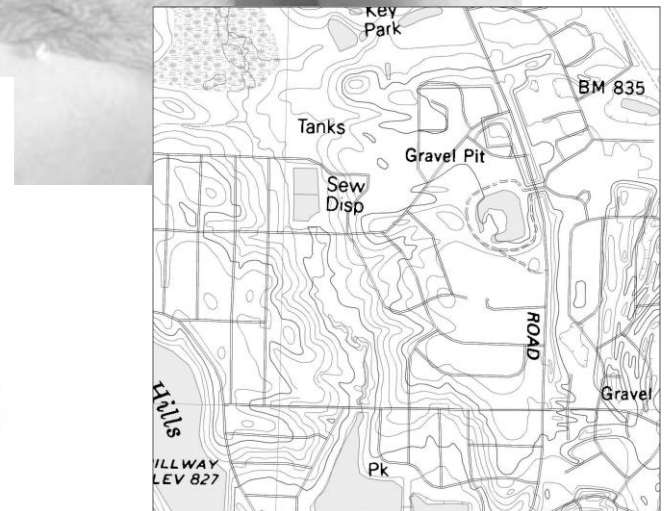 Key
Park
BM 835
Tanks
Gravel Pit
Sew
Disp
ROAD
Gravel
Hills
ILLWAY
LEV 827
Pk